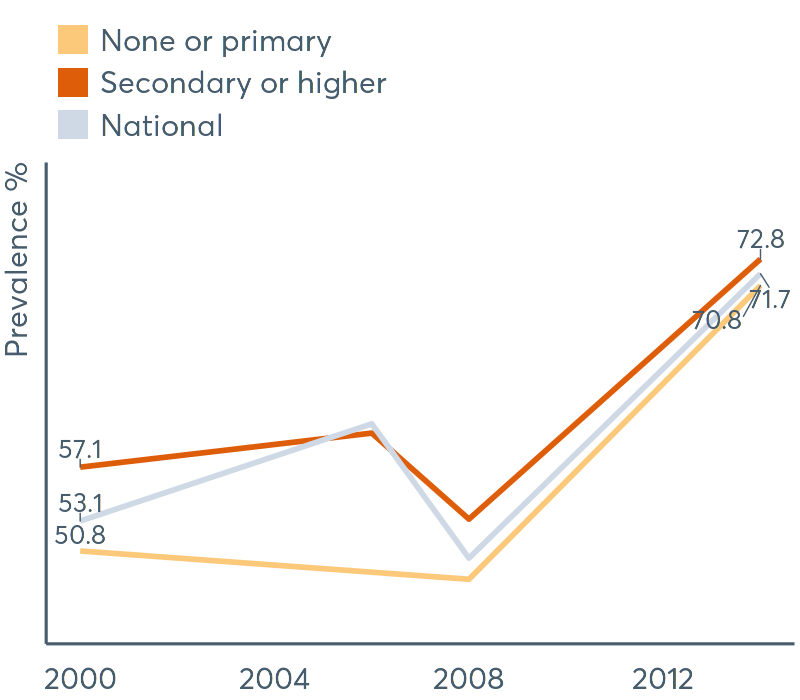 None or primary
Secondary or higher
National
Prevalence %
72.8
71.7
70.8
57.1
53.1
50.8
2000 2004 2008 2012